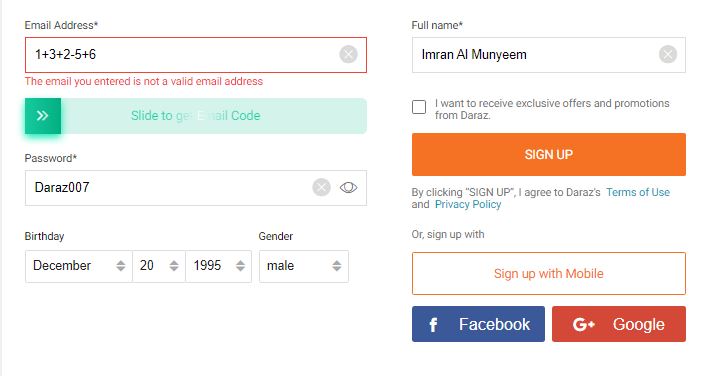 Email Address*
1+3+2-5+6
The email you entered is not a valid email address
Slide to get Email Code
Password*
Daraz007
Birthday
Gender
December 20 1995 male
Full name*
Imran Al Munyeem
I want to receive exclusive offers and promotions
from Daraz.
SIGN UP
By clicking "SIGN UP", I agree to Daraz's Terms of Use
and Privacy Policy
Or, sign up with
Sign up with Mobile
Facebook
Google